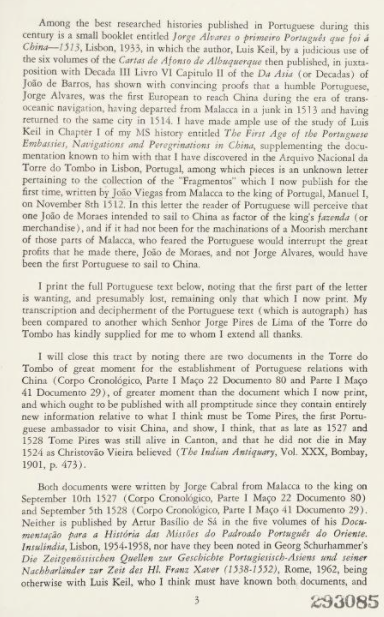 Among the best researched histories published in Portuguese during this
century is a small booklet entitled Jorge Alvares o primeiro Português que foi á
China—1513, Lisbon, 1933, in which the author, Luis Keil, by a judicious use of
the six volumes of the Cartas de Afonso de Albuquerque then published, in juxta-
position with Decada III Livro VI Capitulo II of the Da Asia (or Decadas) of
João de Barros, has shown with convincing proofs that a humble Portuguese,
Jorge Alvares, was the first European to reach China during the era of trans-
oceanic navigation, having departed from Malacca in a junk in 1513 and having
returned to the same city in 1514. I have made ample use of the study of Luis
Keil in Chapter I of my MS history entitled The First Age of the Portuguese
Embassies, Navigations and Peregrinations in China, supplementing the docu-
mentation known to him with that I have discovered in the Arquivo Nacional da
Torre do Tombo in Lisbon, Portugal, among which pieces is an unknown letter
pertaining to the collection of the "Fragmentos" which I now publish for the
first time, written by João Viegas from Malacca to the king of Portugal, Manuel I,
on November 8th 1512. In this letter the reader of Portuguese will perceive that
one João de Moraes intended to sail to China as factor of the king's fazenda (or
merchandise), and if it had not been for the machinations of a Moorish merchant
of those parts of Malacca, who feared the Portuguese would interrupt the great
profits that he made there, João de Moraes, and not Jorge Alvares, would have
been the first Portuguese to sail to China.
I print the full Portuguese text below, noting that the first part of the letter
is wanting, and presumably lost, remaining only that which I now print. My
transcription and decipherment of the Portuguese text (which is autograph) has
been compared to another which Senhor Jorge Pires de Lima of the Torre do
Tombo has kindly supplied for me to whom I extend all thanks.
I will close this tract by noting there are two documents in the Torre do
Tombo of great moment for the establishment of Portuguese relations with
China (Corpo Cronológico, Parte I Maço 22 Documento 80 and Parte I Maço
41 Documento 29), of greater moment than the document which I now print,
and which ought to be published with all promptitude since they contain entirely
new information relative to what I think must be Tome Pires, the first Portu-
guese ambassador to visit China, and show, I think, that as late as 1527 and
1528 Tome Pires was still alive in Canton, and that he did not die in May
1524 as Christovão Vieira believed (The Indian Antiquary, Vol. XXX, Bombay,
1901, p. 473).
Both documents were written by Jorge Cabral from Malacca to the king on
September 10th 1527 (Corpo Cronológico, Parte I Maço 22 Documento 80)
and September 5th 1528 (Corpo Cronológico, Parte I Maço 41 Documento 29).
Neither is published by Artur Basílio de Sá in the five volumes of his Docu-
mentação para a História das Missões do Padroado Português do Oriente.
Insulíndia, Lisbon, 1954-1958, nor have they been noted in Georg Schurhammer's
Die Zeitgenössischen Quellen zur Geschichte Portugiesisch-Asiens und seiner
Nachbarländer zur Zeit des Hl. Franz Xaver (1538-1552), Rome, 1962, being
otherwise with Luis Keil, who I think must have known both documents, and
3
293085